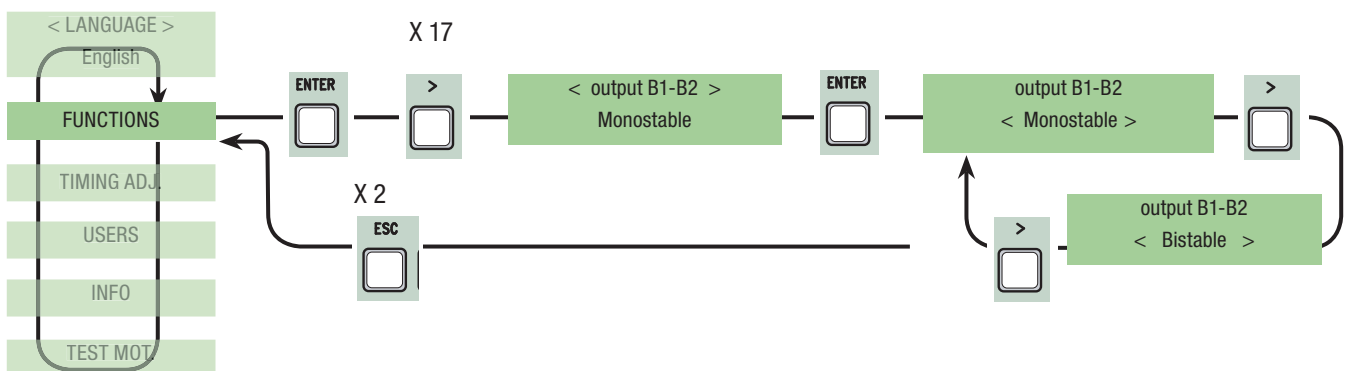 < LANGUAGE >
English
FUNCTIONS
TIMING ADJ.
USERS
INFO
TEST MOT.
ENTER
X 17
>
< output B1-B2 >
Monostable
ENTER
output B1-B2
< Monostable >
>
output B1-B2
< Bistable >
>
X 2
ESC